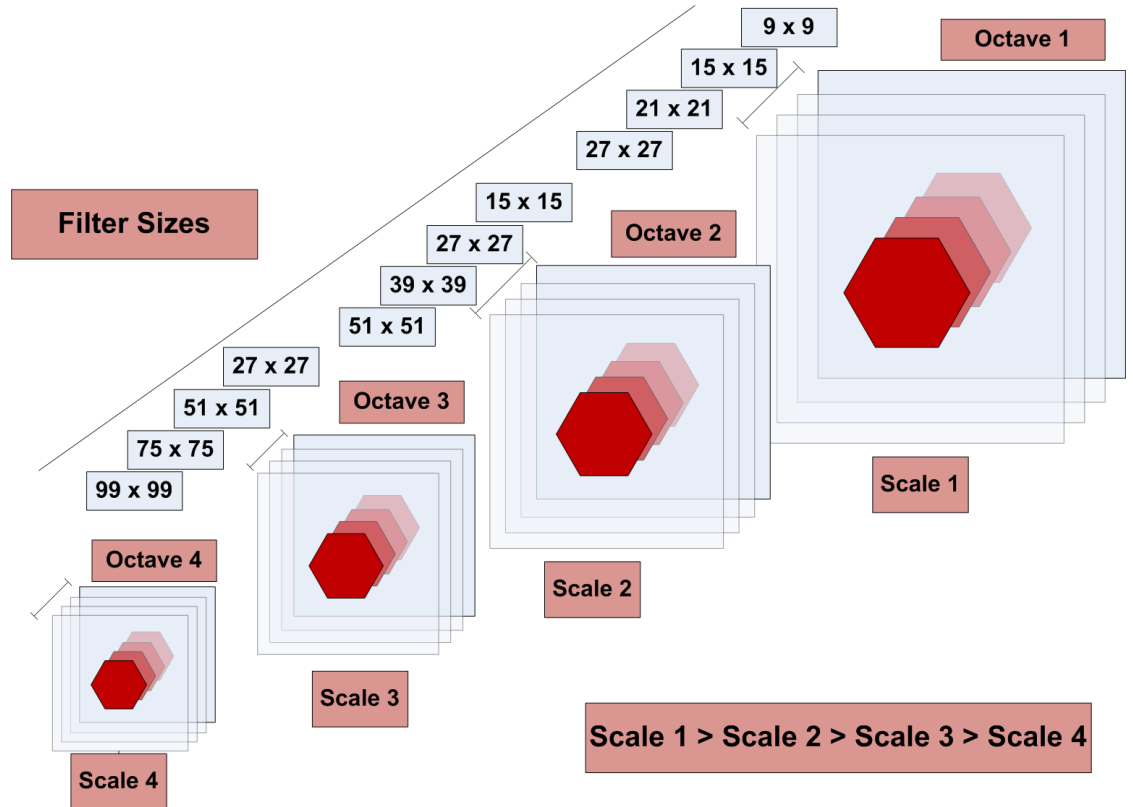 9 x 9
Octave 1
15 x 15
21 x 21
27 x 27
Filter Sizes
15 x 15
Octave 2
27 x 27
39 x 39
51 x 51
27 x 27
Octave 3
51 x 51
75 x 75
99 x 99
Scale 1
Octave 4
Scale 2
Scale 3
Scale 1 > Scale 2 > Scale 3 > Scale 4
Scale 4